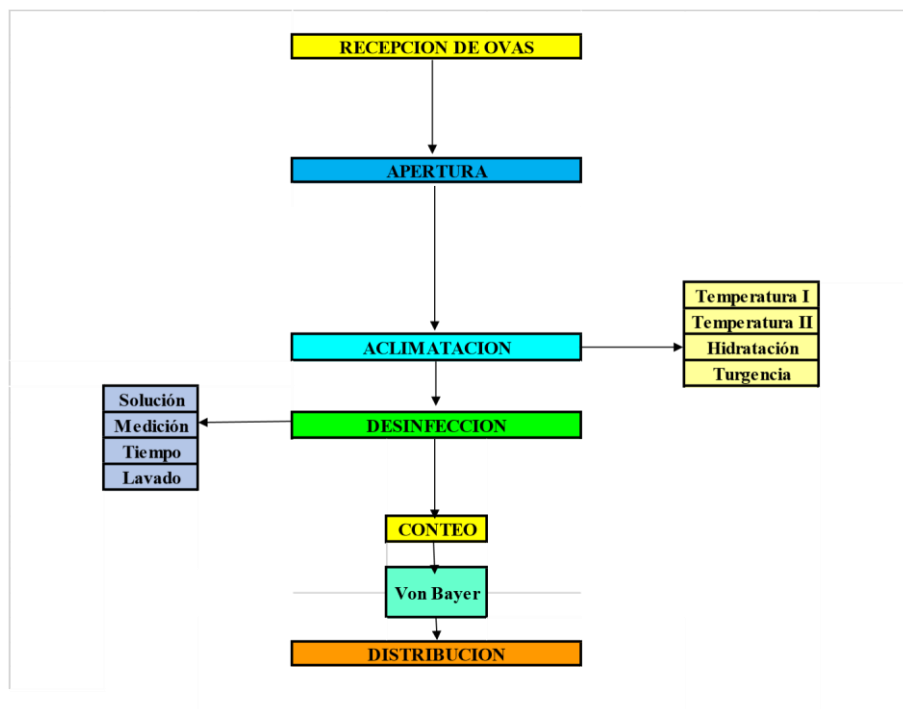 RECEPCION DE OVAS
APERTURA
Temperatura I
Temperatura II
ACLIMATACION
Hidratación
Turgencia
Solución
DESINFECCION
Medición
Tiempo
Lavado
CONTEO
Von Bayer
DISTRIBUCION